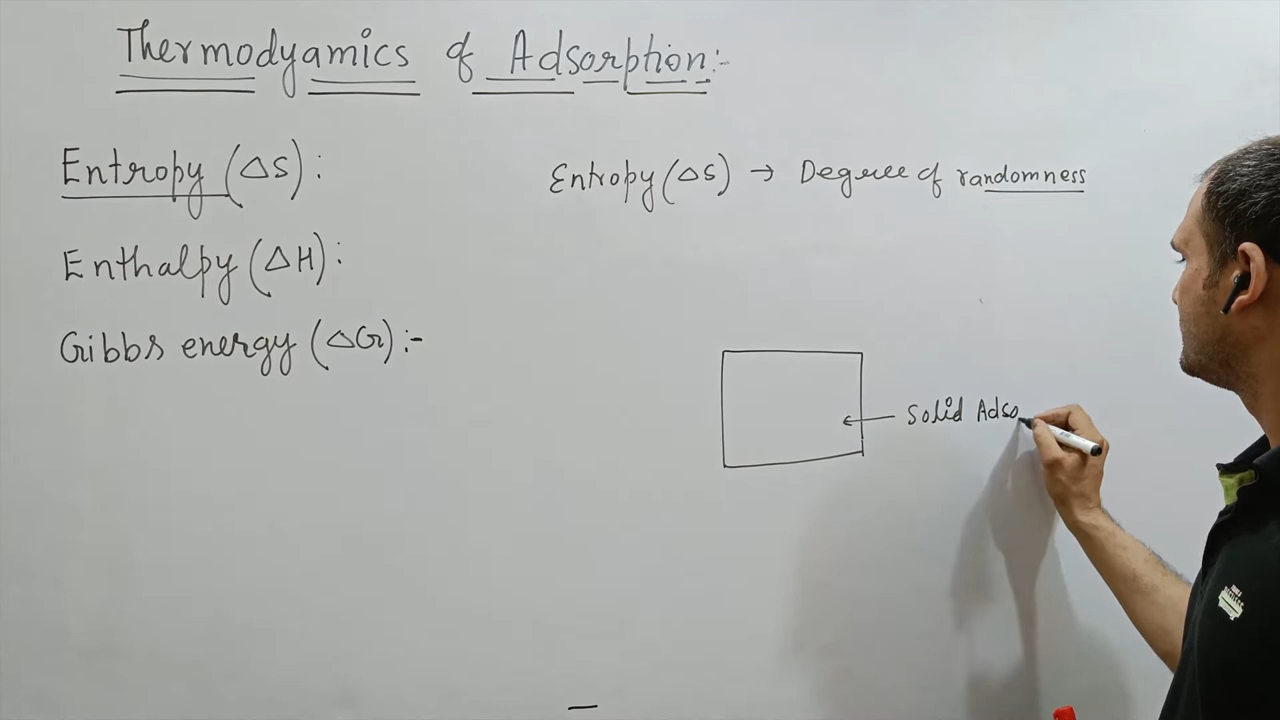 Thermodyamics of Adsorption:-
Entropy (ΔS):
Entropy (ΔS) → Degree of randomness
Enthalpy (ΔH):
Gibbs energy (ΔG):-
Solid Adso